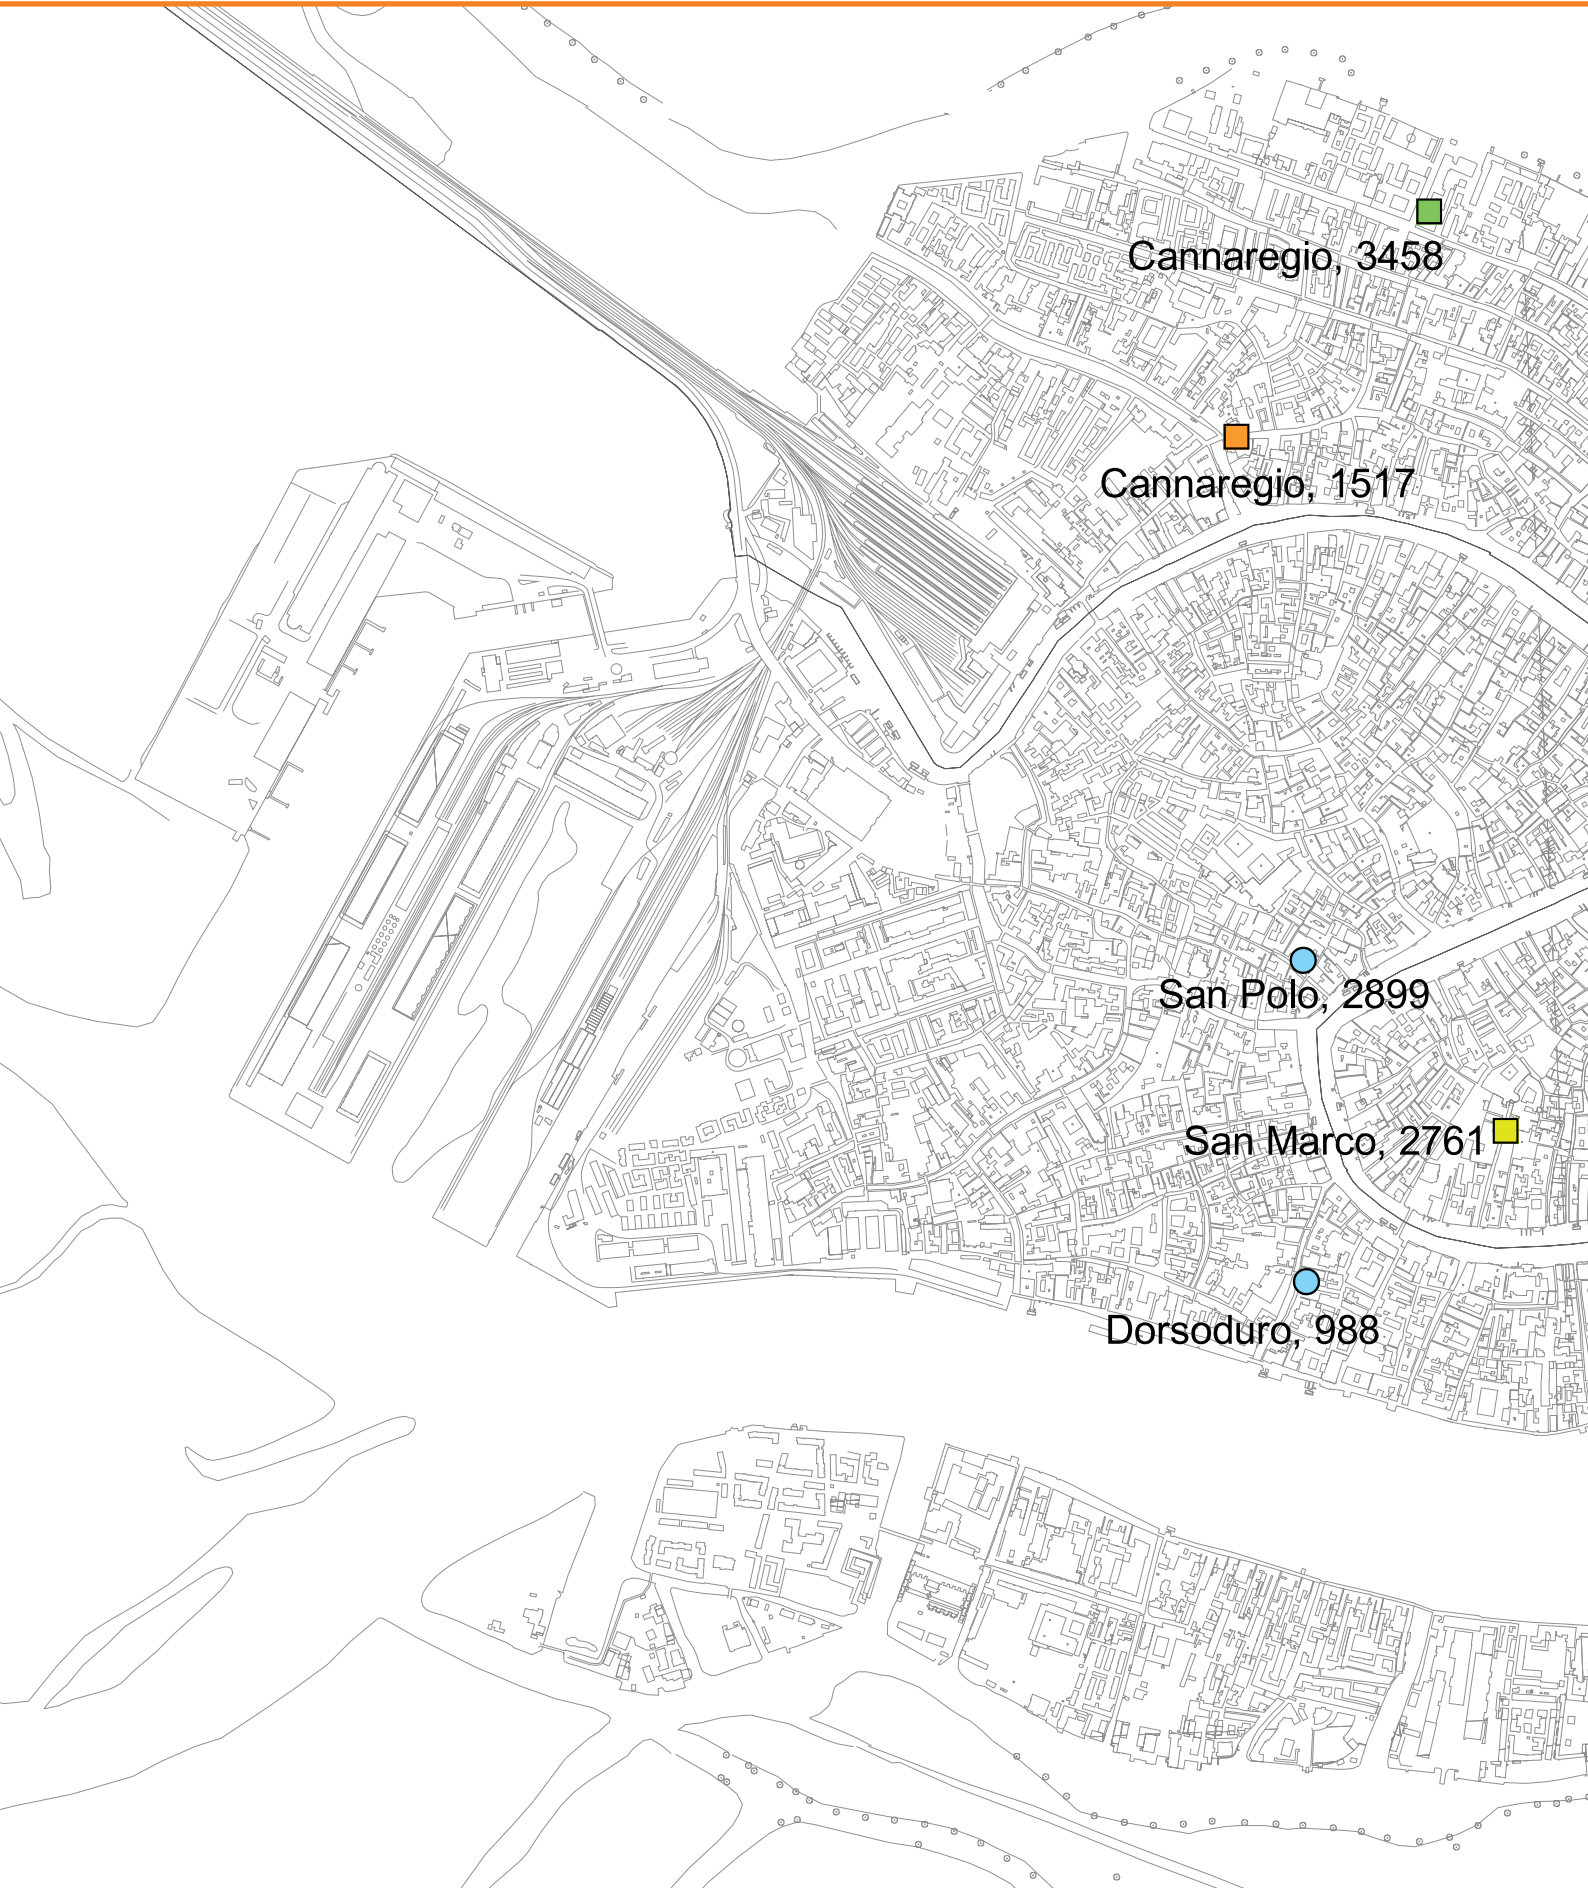 Cannaregio, 3458
Cannaregio, 1517
San Polo, 2899
San Marco, 2761
Dorsoduro, 988